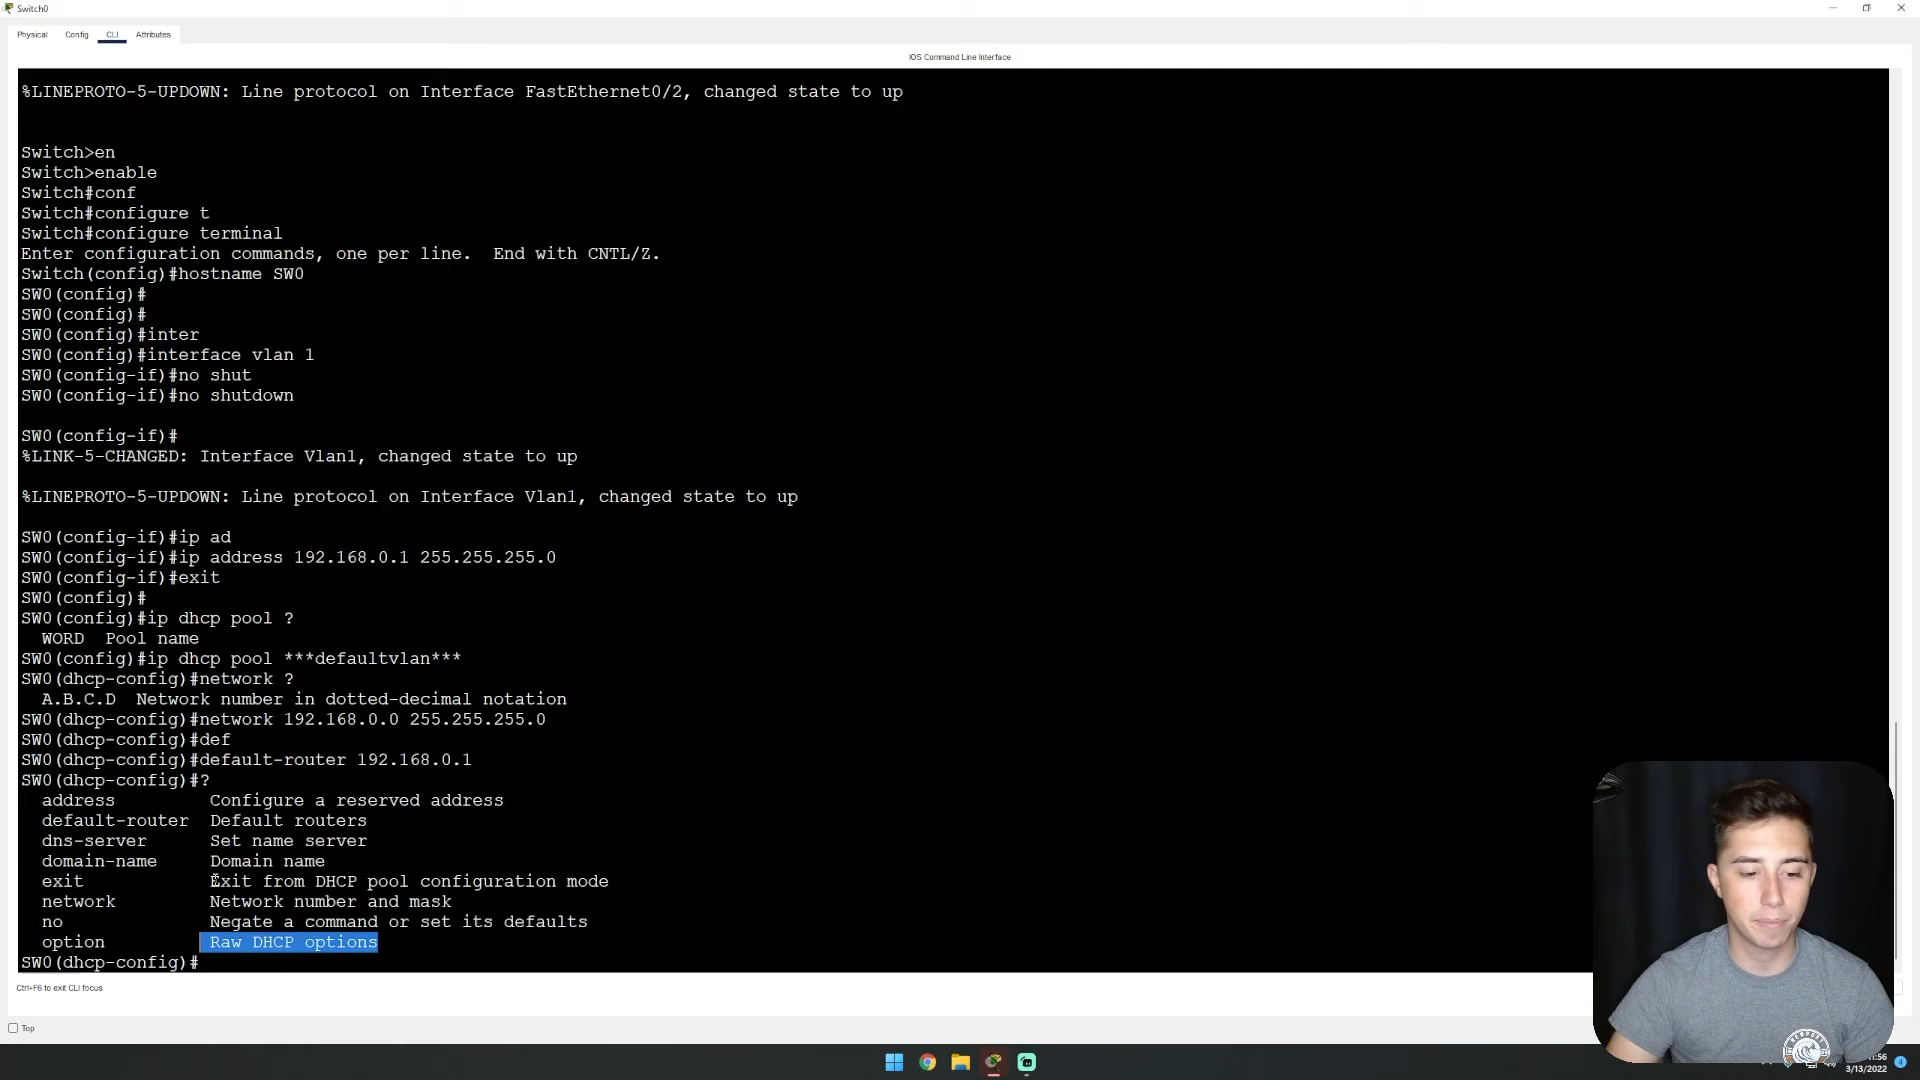 Switch0
Physical Config CLI Attributes
IOS Command Line Interface
%LINEPROTO-5-UPDOWN: Line protocol on Interface FastEthernet0/2, changed state to up
Switch>en
Switch>enable
Switch#conf
Switch#configure t
Switch#configure terminal
Enter configuration commands, one per line.  End with CNTL/Z.
Switch(config)#hostname SW0
SW0(config)#
SW0(config)#
SW0(config)#inter
SW0(config)#interface vlan 1
SW0(config-if)#no shut
SW0(config-if)#no shutdown
SW0(config-if)#
%LINK-5-CHANGED: Interface Vlan1, changed state to up
%LINEPROTO-5-UPDOWN: Line protocol on Interface Vlan1, changed state to up
SW0(config-if)#ip ad
SW0(config-if)#ip address 192.168.0.1 255.255.255.0
SW0(config-if)#exit
SW0(config)#
SW0(config)#ip dhcp pool ?
WORD  Pool name
SW0(config)#ip dhcp pool ***defaultvlan***
SW0(dhcp-config)#network ?
A.B.C.D  Network number in dotted-decimal notation
SW0(dhcp-config)#network 192.168.0.0 255.255.255.0
SW0(dhcp-config)#def
SW0(dhcp-config)#default-router 192.168.0.1
SW0(dhcp-config)#?
address         Configure a reserved address
default-router  Default routers
dns-server      Set name server
domain-name     Domain name
exit            Exit from DHCP pool configuration mode
network         Network number and mask
no              Negate a command or set its defaults
option          Raw DHCP options
SW0(dhcp-config)#
Ctrl+F6 to exit CLI focus
Top
3/13/2022